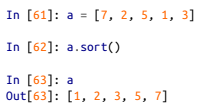 In [61]: a = [7, 2, 5, 1, 3]
In [62]: a.sort()
In [63]: a
Out[63]: [1, 2, 3, 5, 7]